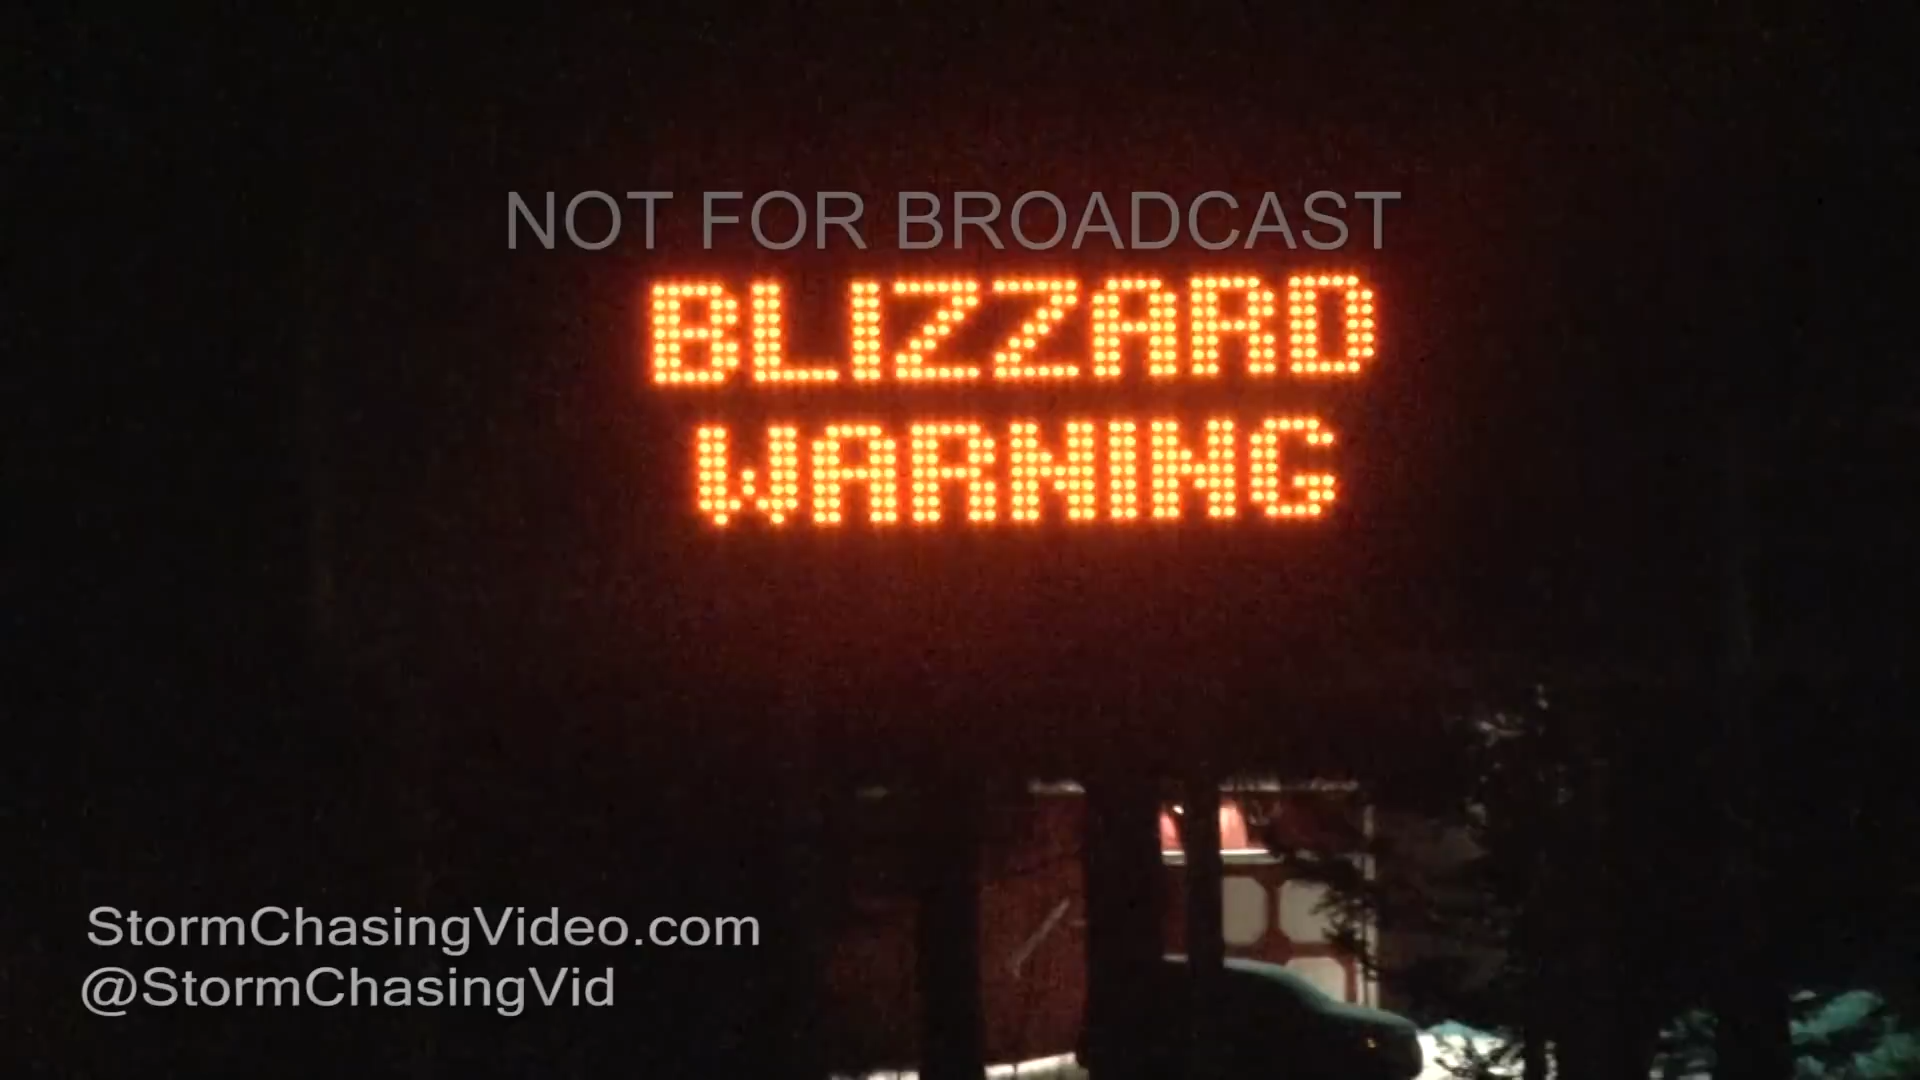 NOT FOR BROADCAST
BLIZZARD
WARNING
StormChasingVideo.com
@StormChasingVid